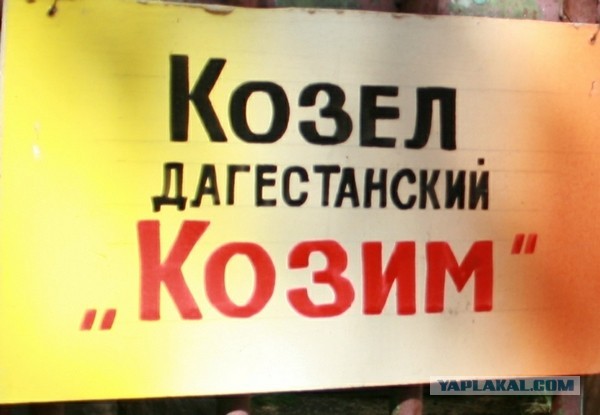 Козел
дагестанский
„Козим“
YAPLAKAL.COM